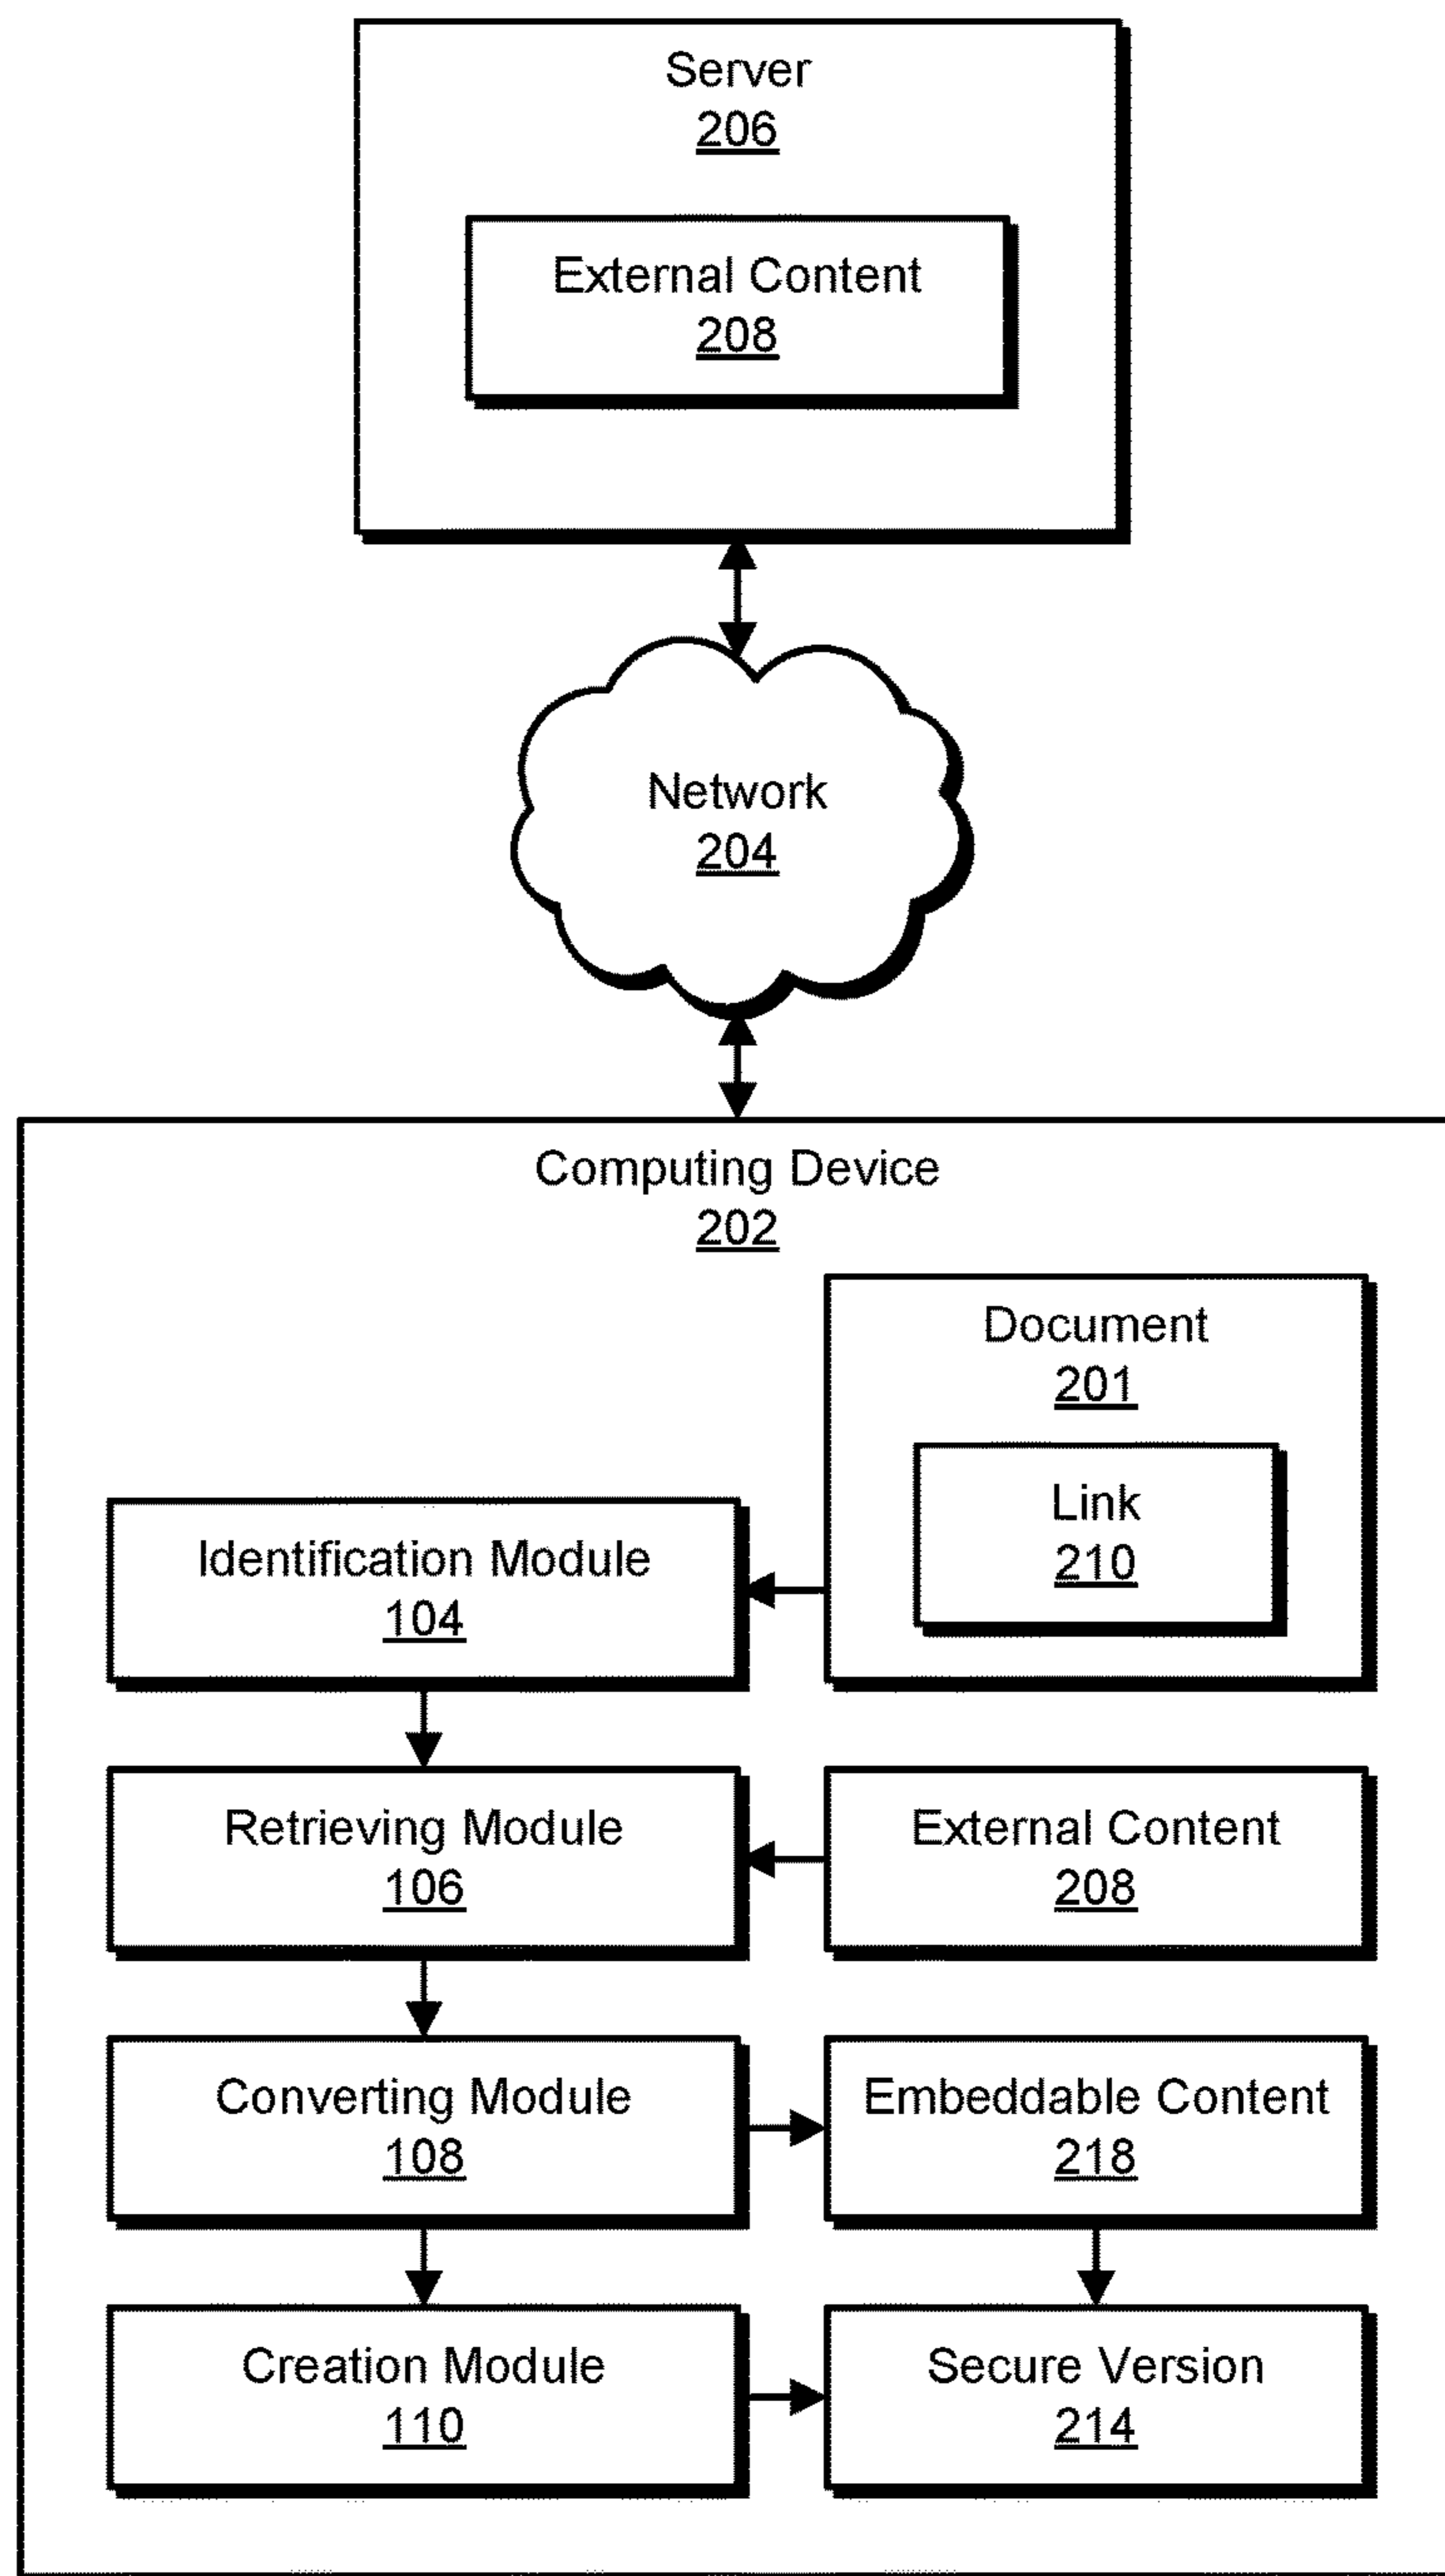 Server
206
External Content
208
Network
204
Computing Device
202
Document
201
Link
210
Identification Module
104
Retrieving Module
106
External Content
208
Converting Module
108
Embeddable Content
218
Creation Module
110
Secure Version
214